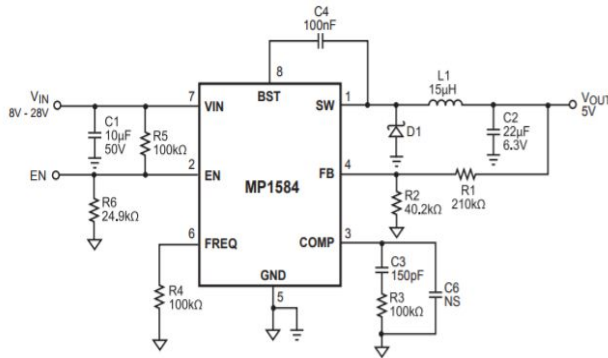 C4
100nF
8
BST
VIN
8V - 28V
C1
10µF
50V
R5
100kΩ
7
VIN
SW
1
L1
15µH
VOUT
5V
D1
C2
22µF
6.3V
EN
2
EN
MP1584
FB
4
R2
40.2kΩ
R1
210kΩ
R6
24.9kΩ
6
FREQ
COMP
3
R4
100kΩ
GND
5
C3
150pF
R3
100kΩ
C6
NS